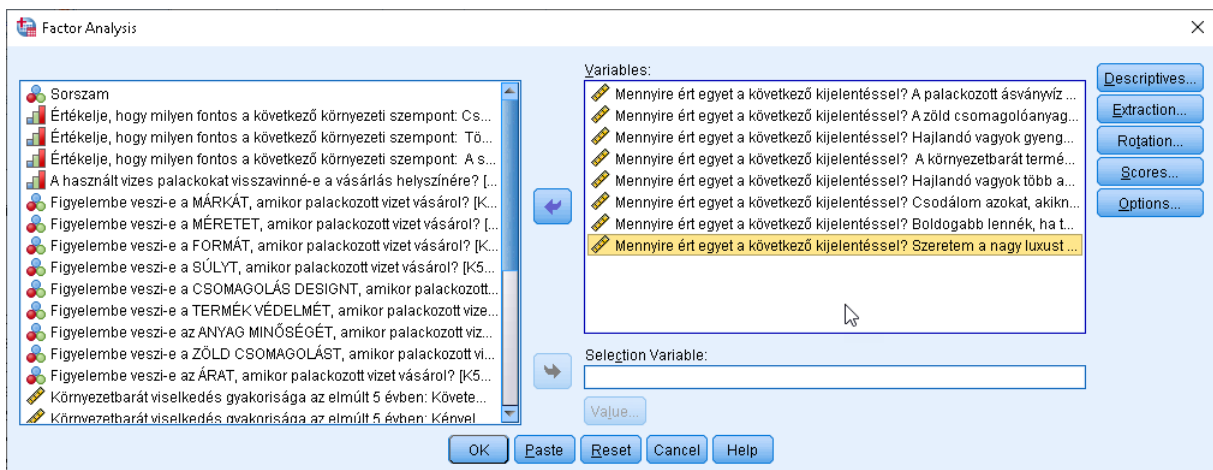 Factor Analysis
Sorszam
Értékelje, hogy milyen fontos a következő környezeti szempont: Cs...
Értékelje, hogy milyen fontos a következő környezeti szempont: Tö...
Értékelje, hogy milyen fontos a következő környezeti szempont: A s...
A használt vizes palackokat visszavinné-e a vásárlás helyszínére? [...
Figyelembe veszi-e a MÁRKÁT, amikor palackozott vizet vásárol? [K...
Figyelembe veszi-e a MÉRETET, amikor palackozott vizet vásárol? [...
Figyelembe veszi-e a FORMÁT, amikor palackozott vizet vásárol? [K...
Figyelembe veszi-e a SÚLYT, amikor palackozott vizet vásárol? [K5...
Figyelembe veszi-e a CSOMAGOLÁS DESIGNT, amikor palackozott...
Figyelembe veszi-e a TERMÉK VÉDELMÉT, amikor palackozott vize...
Figyelembe veszi-e az ANYAG MINŐSÉGÉT, amikor palackozott viz...
Figyelembe veszi-e a ZÖLD CSOMAGOLÁST, amikor palackozott vi...
Figyelembe veszi-e az ÁRAT, amikor palackozott vizet vásárol? [K5...
Környezetbarát viselkedés gyakorisága az elmúlt 5 évben: Követe...
Környezetbarát viselkedés gyakorisága az elmúlt 5 évben: Kényel...
Variables:
Mennyire ért egyet a következő kijelentéssel? A palackozott ásványvíz ...
Mennyire ért egyet a következő kijelentéssel? A zöld csomagolóanyag...
Mennyire ért egyet a következő kijelentéssel? Hajlandó vagyok gyeng...
Mennyire ért egyet a következő kijelentéssel? A környezetbarát termé...
Mennyire ért egyet a következő kijelentéssel? Hajlandó vagyok több a...
Mennyire ért egyet a következő kijelentéssel? Csodálom azokat, akikn...
Mennyire ért egyet a következő kijelentéssel? Boldogabb lennék, ha t...
Mennyire ért egyet a következő kijelentéssel? Szeretem a nagy luxust ...
Selection Variable:
Value...
Descriptives...
Extraction...
Rotation...
Scores...
Options...
OK
Paste
Reset
Cancel
Help